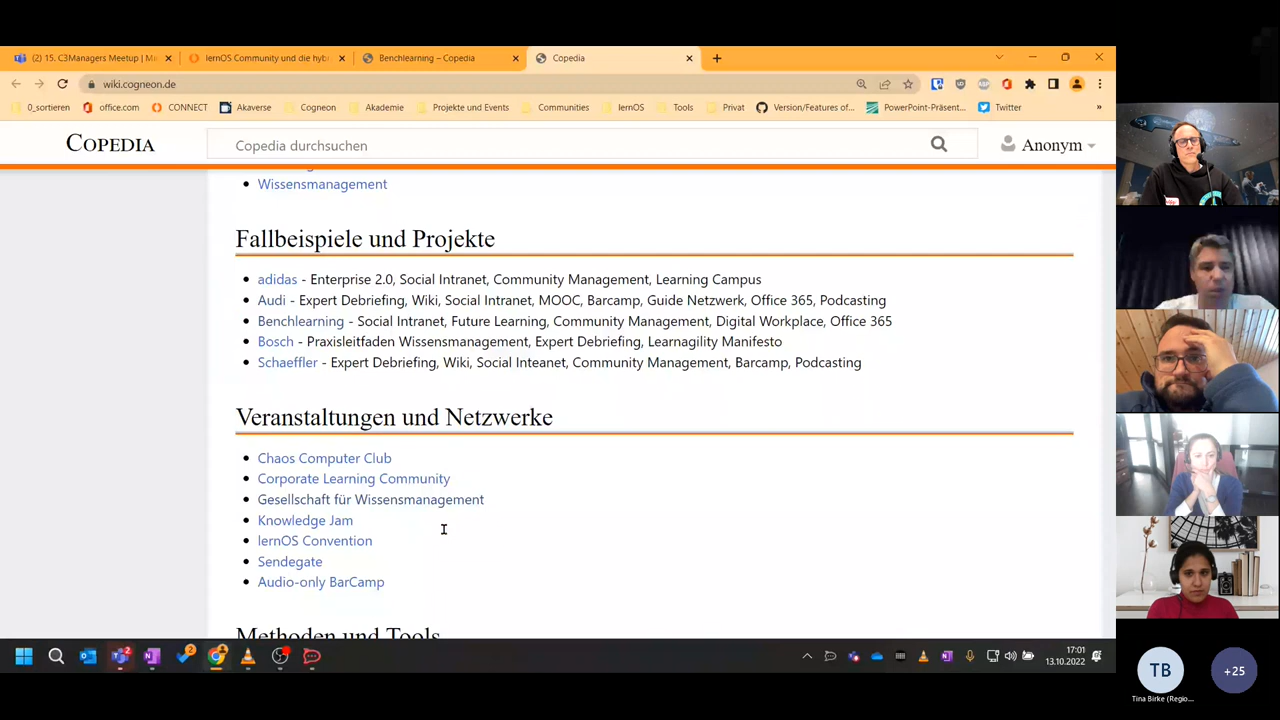 (2) 15. C3Managers Meetup | Mi
lernOS Community und die hyb
Benchlearning – Copedia
Copedia
wiki.cogneon.de
0_sortieren
office.com
CONNECT
Akaverse
Cogneon
Akademie
Projekte und Events
Communities
lernOS
Tools
Privat
Version/Features of...
PowerPoint-Präsent...
Twitter
»
COPEDIA
Copedia durchsuchen
Anonym
Wissensmanagement
Fallbeispiele und Projekte
adidas - Enterprise 2.0, Social Intranet, Community Management, Learning Campus
Audi - Expert Debriefing, Wiki, Social Intranet, MOOC, Barcamp, Guide Netzwerk, Office 365, Podcasting
Benchlearning - Social Intranet, Future Learning, Community Management, Digital Workplace, Office 365
Bosch - Praxisleitfaden Wissensmanagement, Expert Debriefing, Learnagility Manifesto
Schaeffler - Expert Debriefing, Wiki, Social Inteanet, Community Management, Barcamp, Podcasting
Veranstaltungen und Netzwerke
Chaos Computer Club
Corporate Learning Community
Gesellschaft für Wissensmanagement
Knowledge Jam
lernOS Convention
Sendegate
Audio-only BarCamp
Methoden und Tools
17:01
13.10.2022
TB
+25
Tina Birke (Regio...